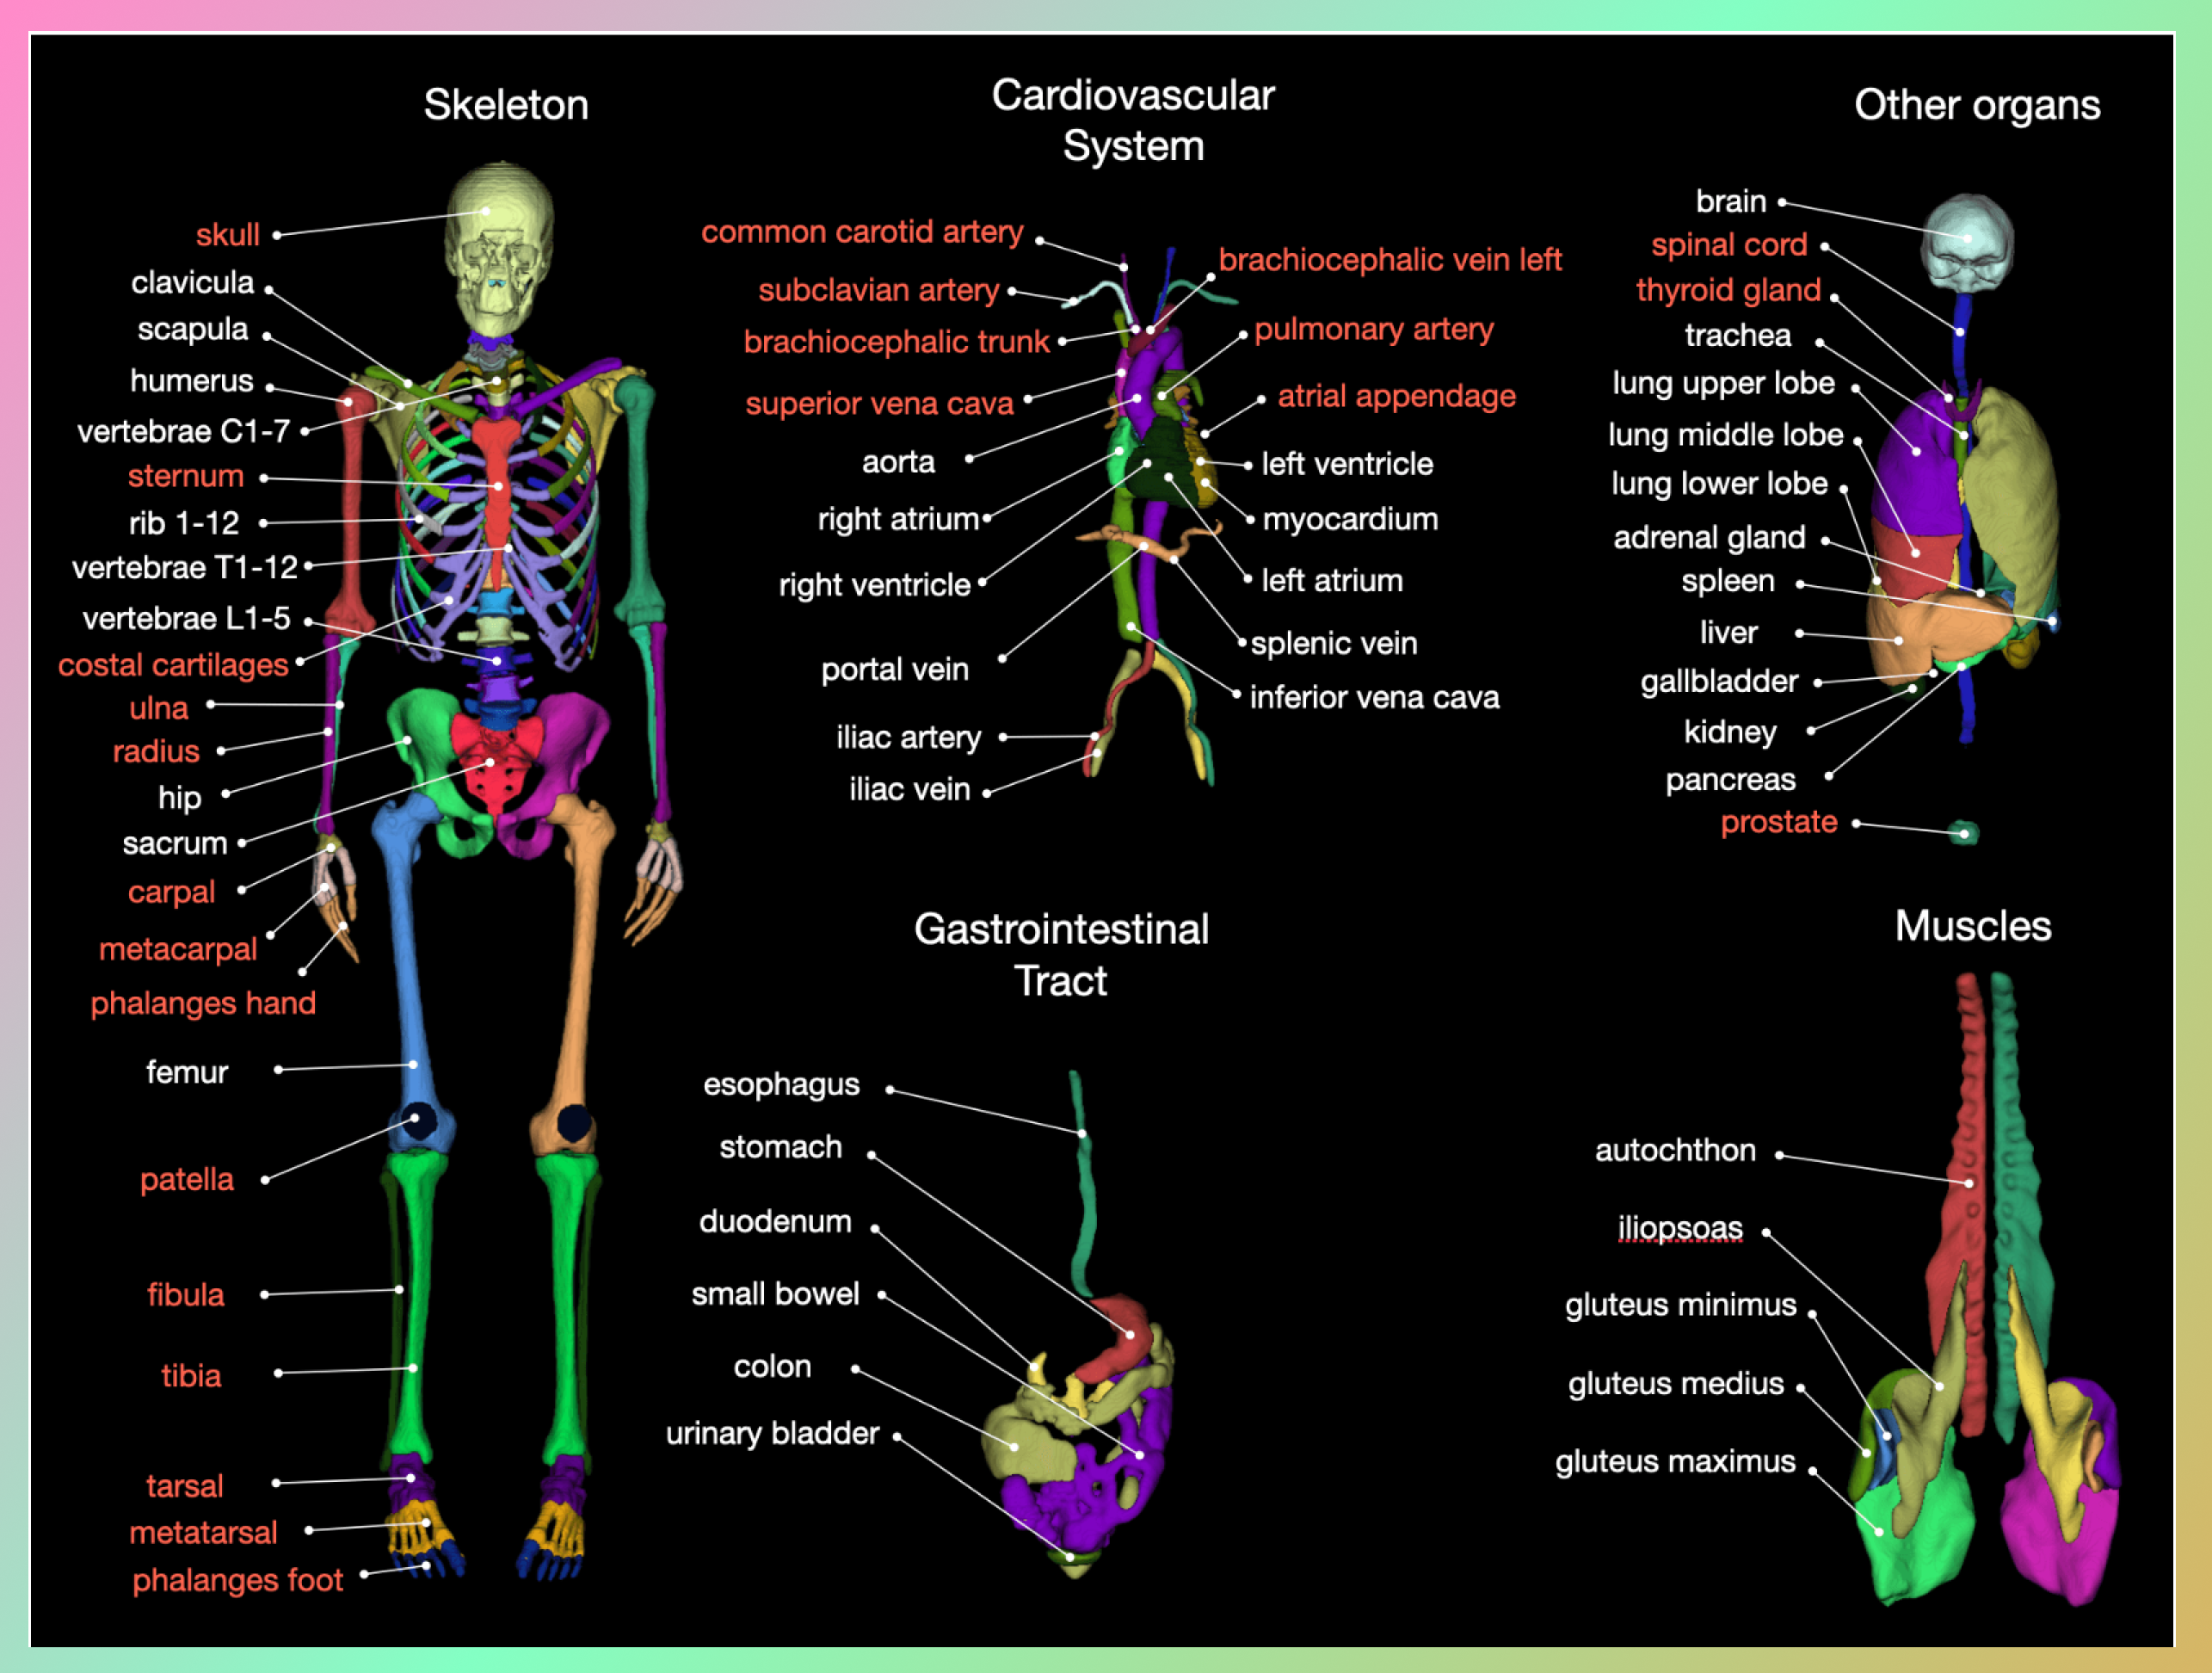 Skeleton
skull
clavicula
scapula
humerus
vertebrae C1-7
sternum
rib 1-12
vertebrae T1-12
vertebrae L1-5
costal cartilages
ulna
radius
hip
sacrum
carpal
metacarpal
phalanges hand
femur
patella
fibula
tibia
tarsal
metatarsal
phalanges foot
Cardiovascular
System
common carotid artery
subclavian artery
brachiocephalic trunk
superior vena cava
aorta
right atrium
right ventricle
portal vein
iliac artery
iliac vein
brachiocephalic vein left
pulmonary artery
atrial appendage
left ventricle
myocardium
left atrium
splenic vein
inferior vena cava
Gastrointestinal
Tract
esophagus
stomach
duodenum
small bowel
colon
urinary bladder
Other organs
brain
spinal cord
thyroid gland
trachea
lung upper lobe
lung middle lobe
lung lower lobe
adrenal gland
spleen
liver
gallbladder
kidney
pancreas
prostate
Muscles
autochthon
iliopsoas
gluteus minimus
gluteus medius
gluteus maximus